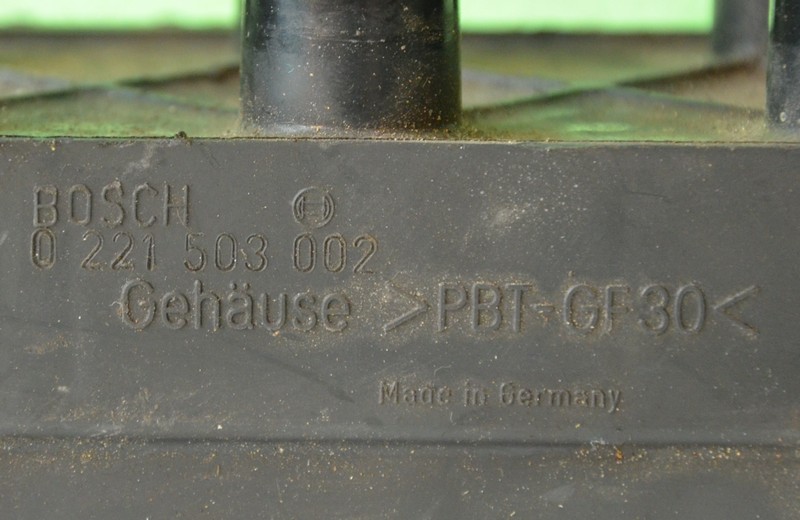 BOSCH
0 221 503 002
Gehäuse >PBT-GF30<
Made in Germany